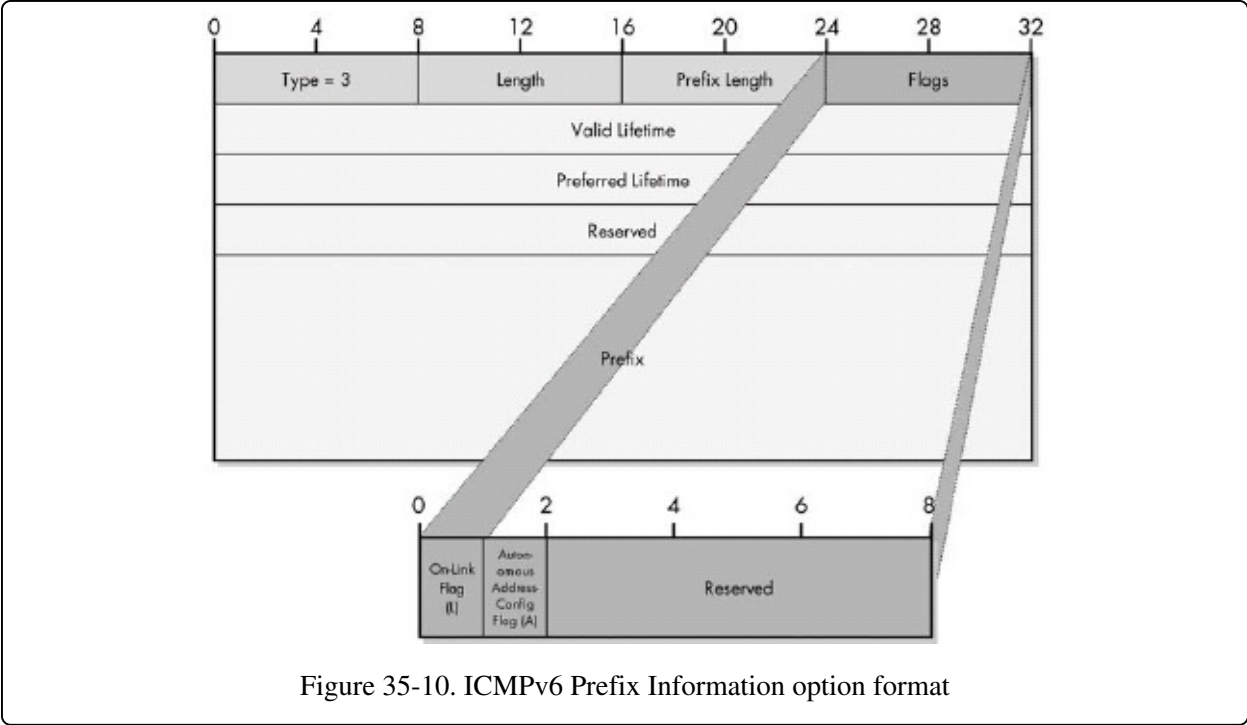 0 4 8 12 16 20 24 28 32
Type = 3 Length Prefix Length Flags
Valid Lifetime
Preferred Lifetime
Reserved
Prefix
0 2 4 6 8
On-Link
Flag
(L)
Auton-
omous
Address-
Config
Flag (A)
Reserved
Figure 35-10. ICMPv6 Prefix Information option format